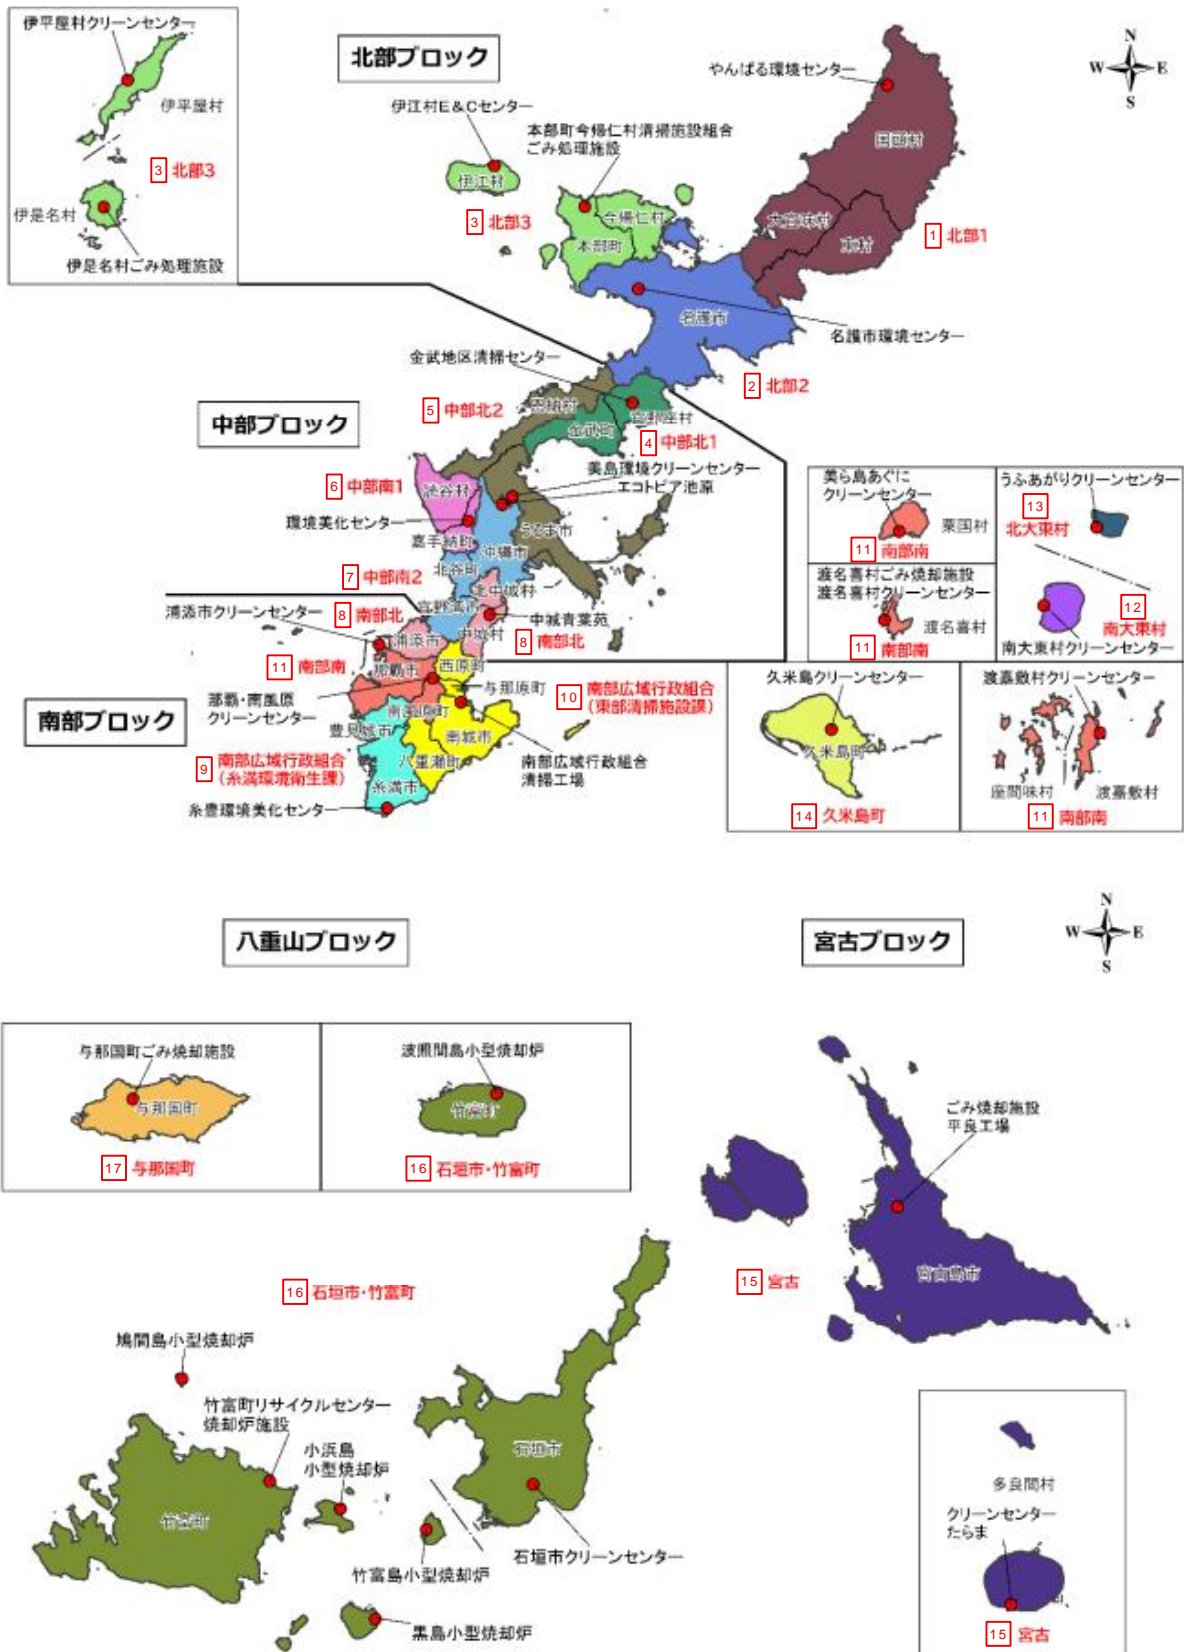 伊平屋村クリーンセンター
伊平屋村
3 北部3
伊是名村
伊是名村ごみ処理施設
北部ブロック
伊江村E&Cセンター
伊江村
3 北部3
本部町今帰仁村清掃施設組合
ごみ処理施設
今帰仁村
本部町
やんばる環境センター
国頭村
大宜味村
東村
1 北部1
N
W E
S
名護市
名護市環境センター
2 北部2
金武地区清掃センター
中部ブロック
5 中部北2
恩納村
宜野座村
金武町
4 中部北1
美島環境クリーンセンター
エコトピア池原
6 中部南1
読谷村
環境美化センター
嘉手納町
沖縄市
うるま市
7 中部南2
北谷町
北中城村
宜野湾市
中城青葉苑
中城村
8 南部北
浦添市クリーンセンター
8 南部北
浦添市
11 南部南
那覇市
西原町
与那原町
那覇・南風原
クリーンセンター
南部ブロック
南風原町
豊見城市
南城市
八重瀬町
糸満市
10 南部広域行政組合
(東部清掃施設課)
南部広域行政組合
清掃工場
9 南部広域行政組合
(糸満環境衛生課)
糸豊環境美化センター
美ら島あぐに
クリーンセンター
粟国村
11 南部南
うふあがりクリーンセンター
13
北大東村
渡名喜村ごみ焼却施設
渡名喜村クリーンセンター
渡名喜村
11 南部南
12
南大東村
南大東村クリーンセンター
久米島クリーンセンター
久米島町
14 久米島町
渡嘉敷村クリーンセンター
座間味村
渡嘉敷村
11 南部南
八重山ブロック
宮古ブロック
N
W E
S
与那国町ごみ焼却施設
与那国町
17 与那国町
波照間島小型焼却炉
竹富町
16 石垣市・竹富町
ごみ焼却施設
平良工場
宮古島市
15 宮古
16 石垣市・竹富町
鳩間島小型焼却炉
竹富町リサイクルセンター
焼却炉施設
小浜島
小型焼却炉
竹富町
石垣市
石垣市クリーンセンター
竹富島小型焼却炉
黒島小型焼却炉
多良間村
クリーンセンター
たらま
15 宮古